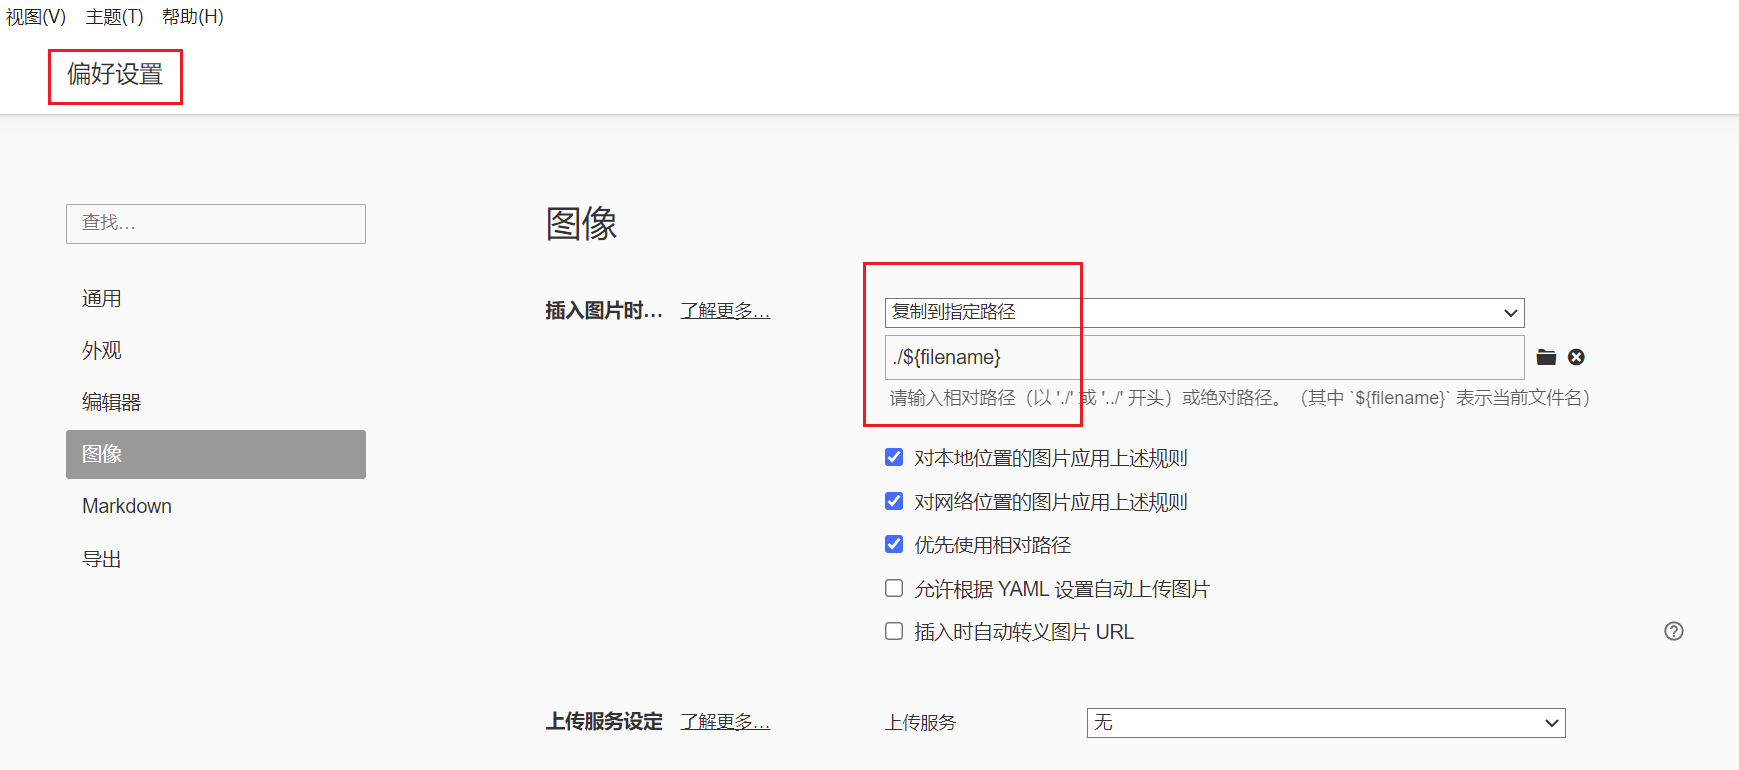 视图(V) 主题(T) 帮助(H)
偏好设置
查找...
通用
外观
编辑器
图像
Markdown
导出
图像
插入图片时... 了解更多...
复制到指定路径
./${filename}
请输入相对路径（以 './' 或 '../' 开头）或绝对路径。（其中 `${filename}` 表示当前文件名）
对本地位置的图片应用上述规则
对网络位置的图片应用上述规则
优先使用相对路径
允许根据 YAML 设置自动上传图片
插入时自动转义图片 URL
上传服务设定 了解更多... 上传服务 无